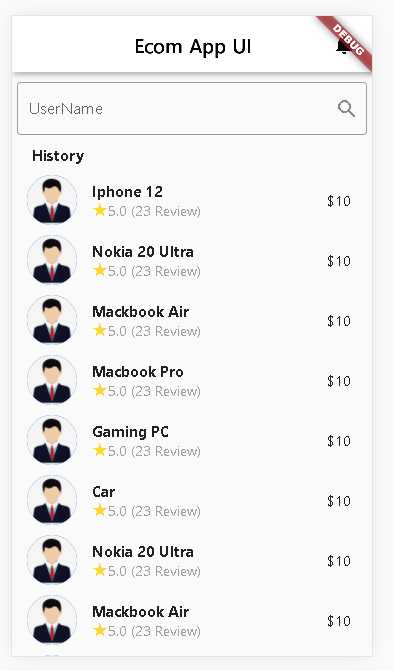 Ecom App UI
DEBUG
UserName
History
Iphone 12
★5.0 (23 Review)
$10
Nokia 20 Ultra
★5.0 (23 Review)
$10
Mackbook Air
★5.0 (23 Review)
$10
Macbook Pro
★5.0 (23 Review)
$10
Gaming PC
★5.0 (23 Review)
$10
Car
★5.0 (23 Review)
$10
Nokia 20 Ultra
★5.0 (23 Review)
$10
Mackbook Air
★5.0 (23 Review)
$10